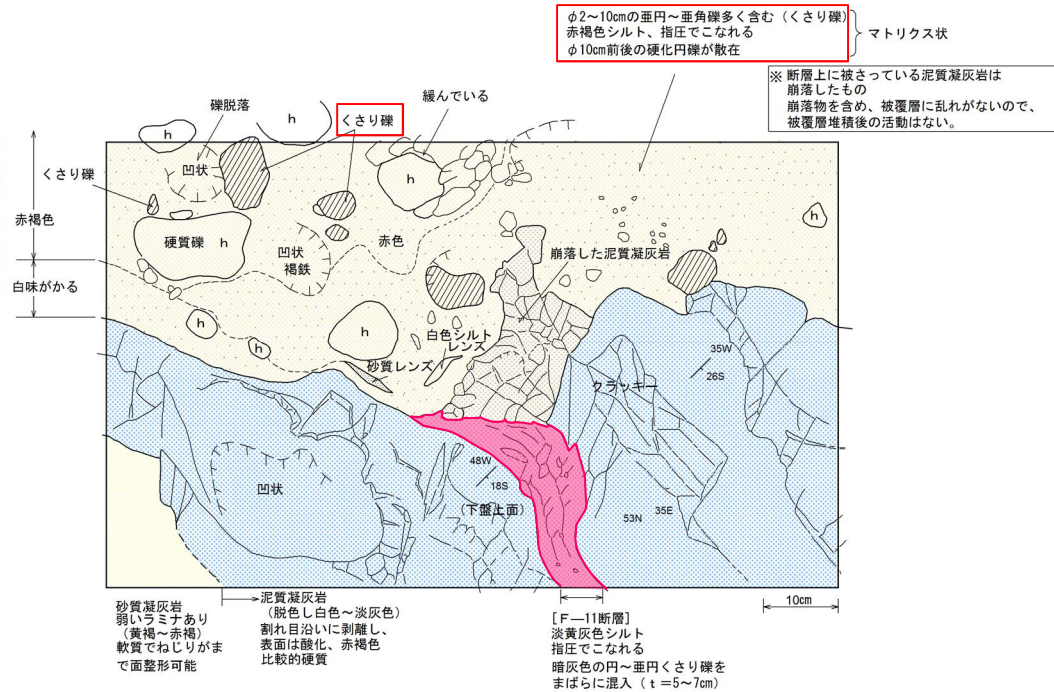 φ2～10cmの亜円～亜角礫多く含む（くさり礫）
赤褐色シルト、指圧でこなれる
φ10cm前後の硬化円礫が散在
マトリクス状
※ 断層上に被さっている泥質凝灰岩は
崩落したもの
崩落物を含め、被覆層に乱れがないので、
被覆層堆積後の活動はない。
礫脱落
h
h
くさり礫
緩んでいる
くさり礫
凹状
h
赤褐色
硬質礫 h
凹状
褐鉄
赤色
h
崩落した泥質凝灰岩
白味がかる
h
h
h
白色シルト
レンズ
砂質レンズ
35W
26S
クラッキー
48W
18S
(下盤上面)
凹状
53N
35E
砂質凝灰岩
弱いラミナあり
（黄褐～赤褐）
軟質でねじりがま
で面整形可能
泥質凝灰岩
（脱色し白色～淡灰色）
割れ目沿いに剥離し、
表面は酸化、赤褐色
比較的硬質
[F―11断層]
淡黄灰色シルト
指圧でこなれる
暗灰色の円～亜円くさり礫を
まばらに混入（ｔ＝5～7cm）
10cm